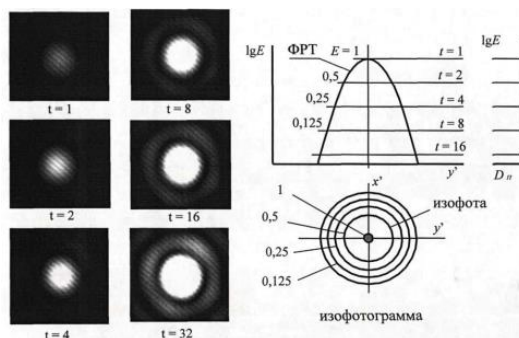 t = 1
t = 8
t = 2
t = 16
t = 4
t = 32
lgE
ФРТ
E = 1
t = 1
0,5
t = 2
0,25
t = 4
0,125
t = 8
t = 16
y'
lgE
D
x'
1
0,5
0,25
0,125
изофота
y'
изофотограмма